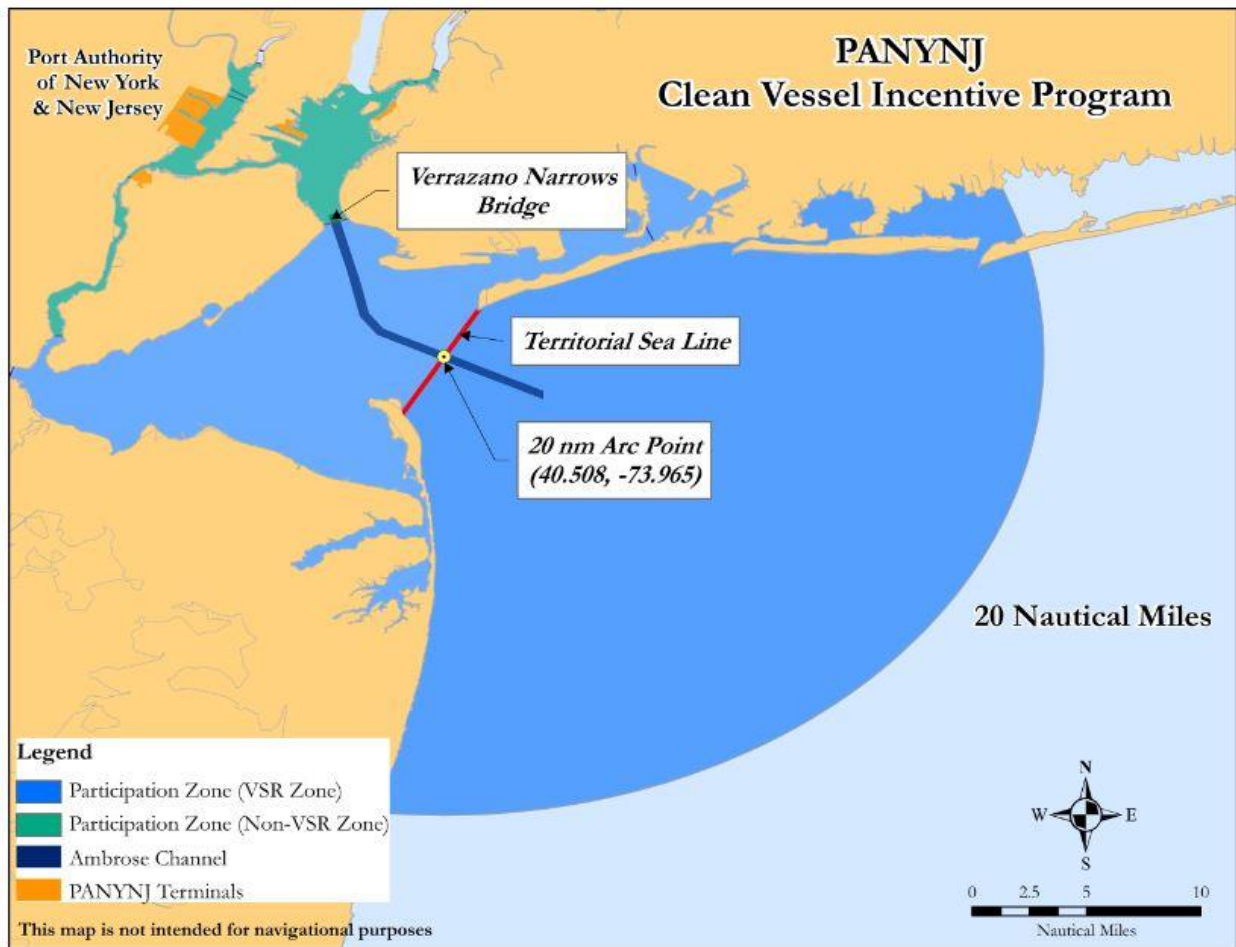 Port Authority
of New York
& New Jersey
PANYNJ
Clean Vessel Incentive Program
Verrazano Narrows
Bridge
Territorial Sea Line
20 nm Arc Point
(40.508, -73.965)
20 Nautical Miles
Legend
Participation Zone (VSR Zone)
Participation Zone (Non-VSR Zone)
Ambrose Channel
PANYNJ Terminals
This map is not intended for navigational purposes
N
W E
S
0 2.5 5 10
Nautical Miles